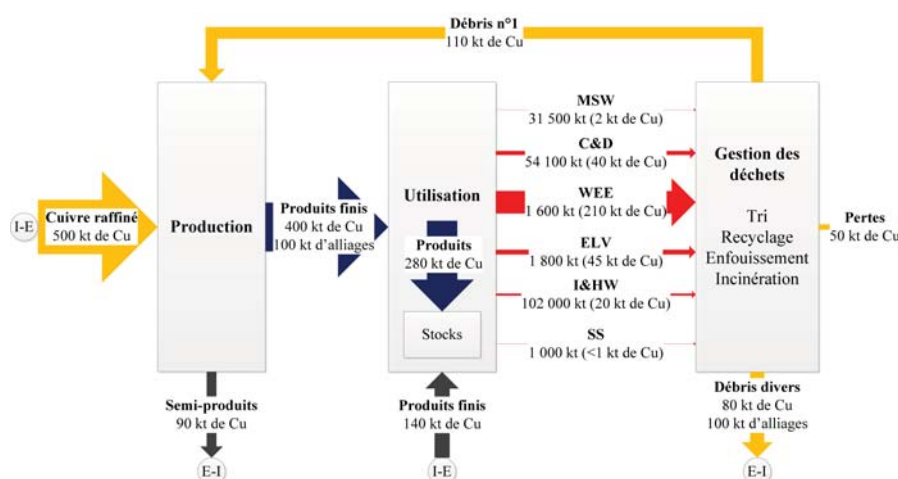 Débris n°1
110 kt de Cu
I-E
Cuivre raffiné
500 kt de Cu
Production
Semi-produits
90 kt de Cu
E-I
Produits finis
400 kt de Cu
100 kt d'alliages
Utilisation
Produits
280 kt de Cu
Stocks
Produits finis
140 kt de Cu
I-E
MSW
31 500 kt (2 kt de Cu)
C&D
54 100 kt (40 kt de Cu)
WEE
1 600 kt (210 kt de Cu)
ELV
1 800 kt (45 kt de Cu)
I&HW
102 000 kt (20 kt de Cu)
SS
1 000 kt (<1 kt de Cu)
Gestion des
déchets
Tri
Recyclage
Enfouissement
Incinération
Pertes
50 kt de Cu
Débris divers
80 kt de Cu
100 kt d'alliages
E-I